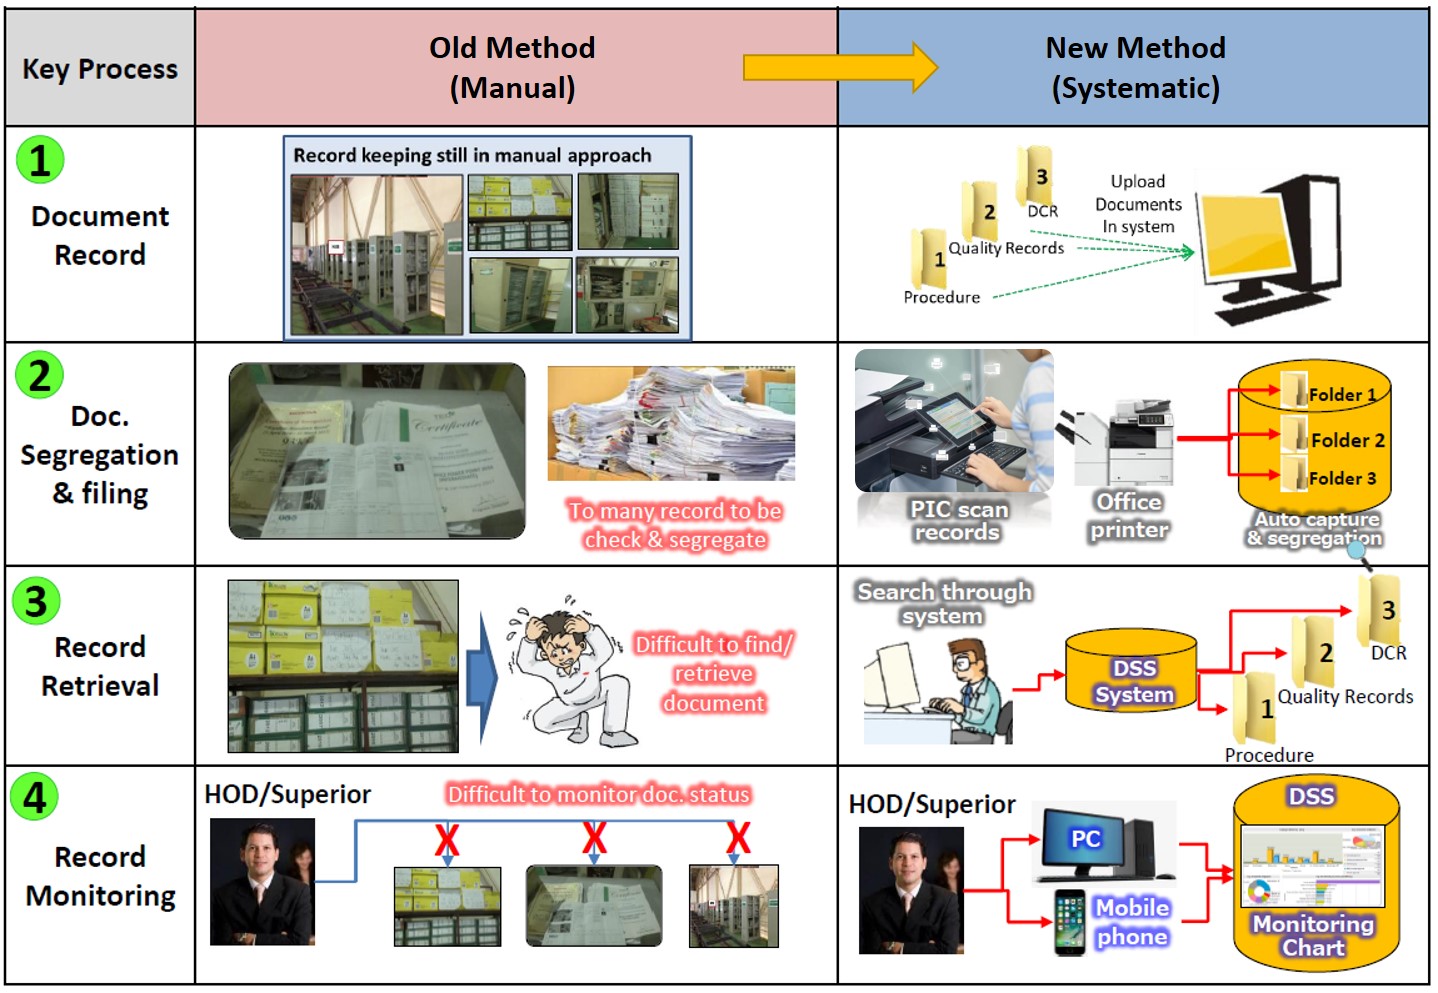 Key Process
Old Method
(Manual)
New Method
(Systematic)
1
Document
Record
Record keeping still in manual approach
3
DCR
2
Quality Records
1
Procedure
Upload
Documents
In system
2
Doc.
Segregation
& filing
Certificate
To many record to be
check & segregate
PIC scan
records
Office
printer
Folder 1
Folder 2
Folder 3
Auto capture
& segregation
3
Record
Retrieval
Difficult to find/
retrieve
document
Search through
system
DSS
System
3
DCR
2
Quality Records
1
Procedure
4
Record
Monitoring
HOD/Superior
Difficult to monitor doc. status
X
X
X
HOD/Superior
PC
Mobile
phone
DSS
Monitoring
Chart